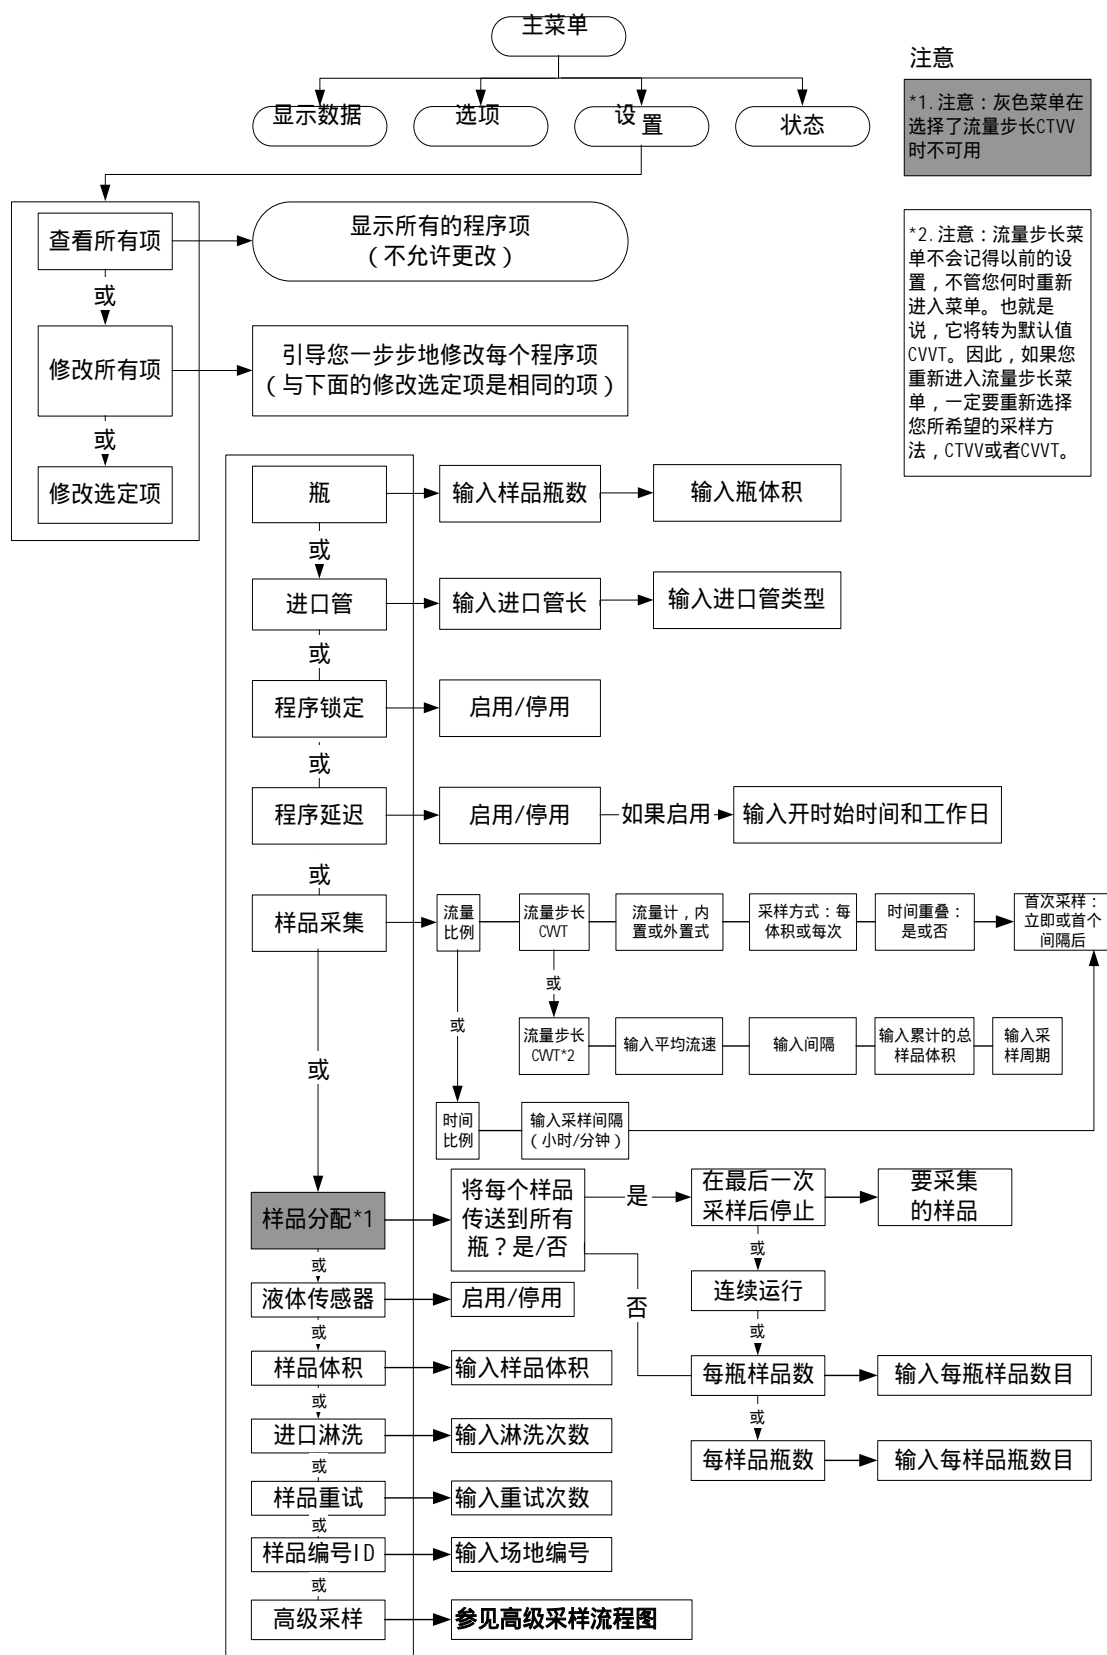 主菜单
显示数据
选项
设置
状态
注意
*1.注意：灰色菜单在
选择了流量步长CTVV
时不可用
*2.注意：流量步长菜
单不会记得以前的设
置，不管您何时重新
进入菜单。也就是
说，它将转为默认值
CVVT。因此，如果您
重新进入流量步长菜
单，一定要重新选择
您所希望的采样方
法，CTVV或者CVVT。
查看所有项
显示所有的程序项
（不允许更改）
或
修改所有项
引导您一步步地修改每个程序项
（与下面的修改选定项是相同的项）
或
修改选定项
瓶
输入样品瓶数
输入瓶体积
或
进口管
输入进口管长
输入进口管类型
或
程序锁定
启用/停用
或
程序延迟
启用/停用
如果启用
输入开时始时间和工作日
或
样品采集
流量
比例
流量步长
CVVT
流量计，内
置或外置式
采样方式：每
体积或每次
时间重叠：
是或否
首次采样：
立即或首个
间隔后
或
或
流量步长
CVVT*2
输入平均流速
输入间隔
输入累计的总
样品体积
输入采
样周期
或
时间
比例
输入采样间隔
（小时/分钟）
样品分配*1
将每个样品
传送到所有
瓶？是/否
是
在最后一次
采样后停止
要采集
的样品
或
或
液体传感器
启用/停用
否
连续运行
或
或
样品体积
输入样品体积
每瓶样品数
输入每瓶样品数目
或
或
进口淋洗
输入淋洗次数
每样品瓶数
输入每样品瓶数目
或
样品重试
输入重试次数
或
样品编号ID
输入场地编号
或
高级采样
参见高级采样流程图